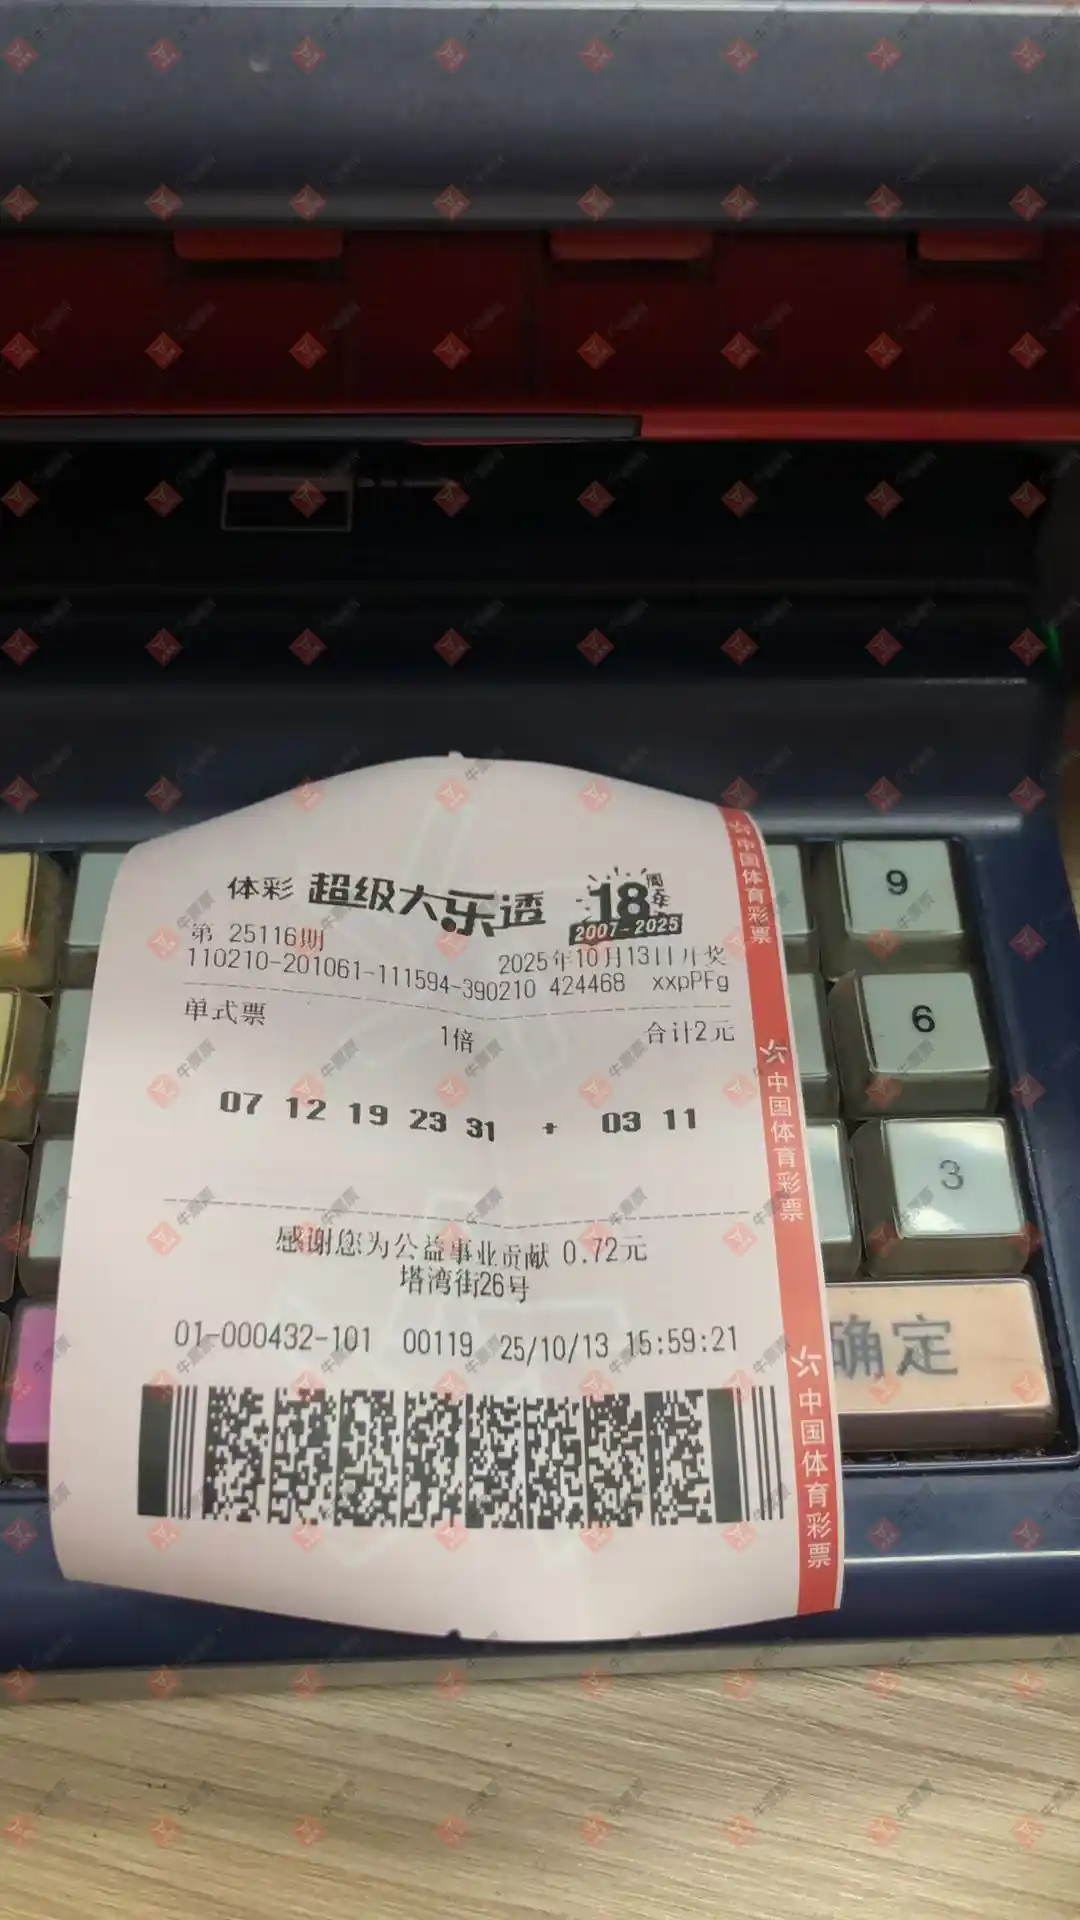 体彩 超级大乐透 18周年 2007-2025
第 25116期
2025年10月13日开奖
110210-201061-111594-390210 424468 xxpPFg
单式票 1倍 合计2元
07 12 19 23 31 + 03 11
感谢您为公益事业贡献 0.72元
塔湾街26号
01-000432-101 00119 25/10/13 15:59:21
中国体育彩票
中国体育彩票
中国体育彩票
9
6
3
确定
牛票票